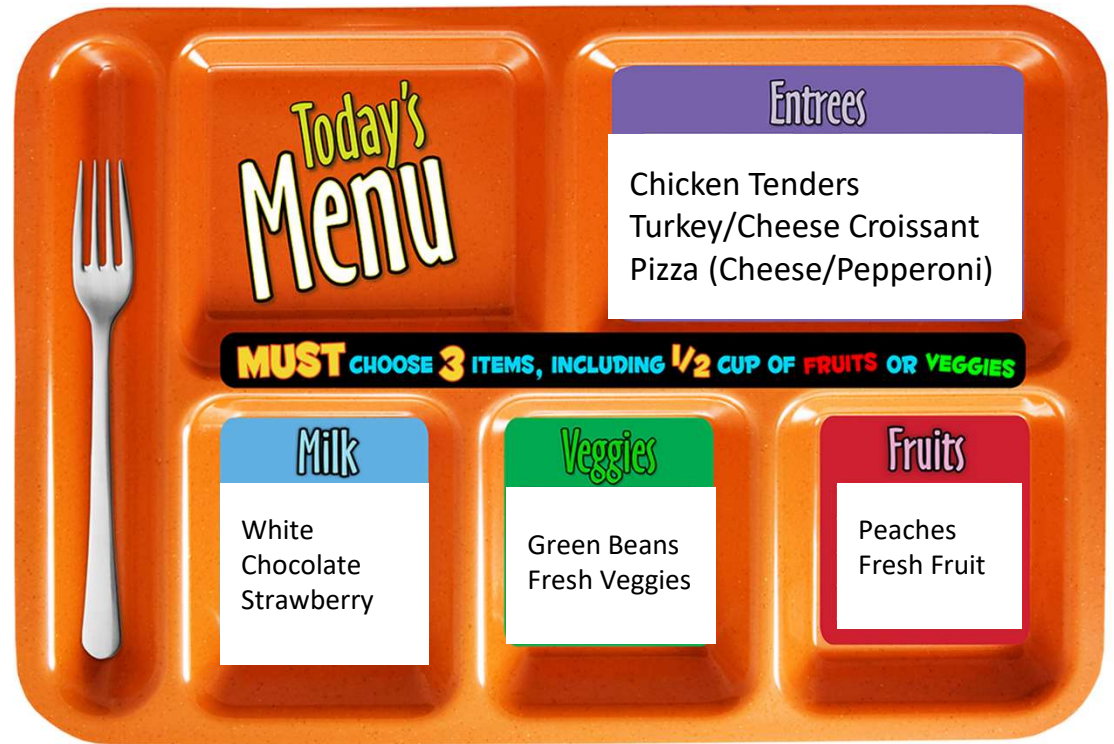 Today's
Menu
Entrees
Chicken Tenders
Turkey/Cheese Croissant
Pizza (Cheese/Pepperoni)
MUST CHOOSE 3 ITEMS, INCLUDING 1/2 CUP OF FRUITS OR VEGGIES
Milk
White
Chocolate
Strawberry
Veggies
Green Beans
Fresh Veggies
Fruits
Peaches
Fresh Fruit